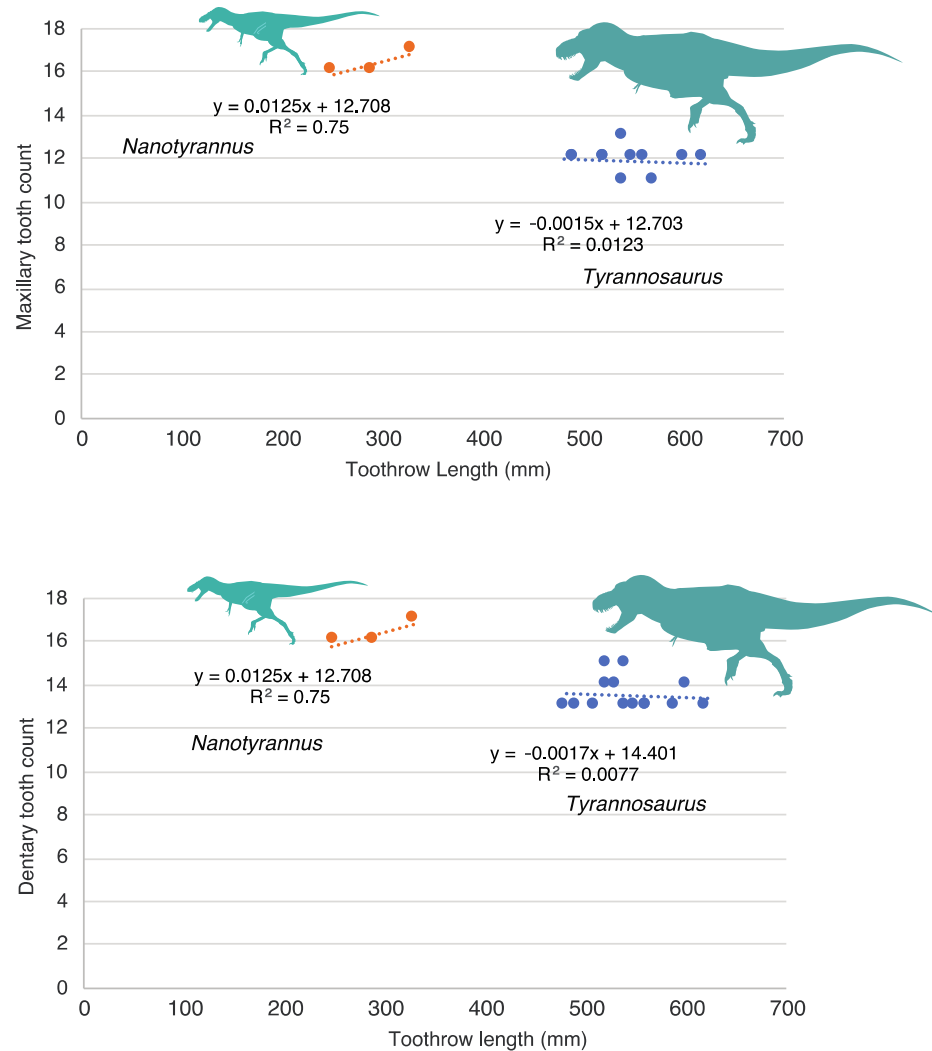 18
16
14
12
10
8
6
4
2
0
Maxillary tooth count
y = 0.0125x + 12.708
R² = 0.75
Nanotyrannus
y = -0.0015x + 12.703
R² = 0.0123
Tyrannosaurus
0 100 200 300 400 500 600 700
Toothrow Length (mm)
18
16
14
12
10
8
6
4
2
0
Dentary tooth count
y = 0.0125x + 12.708
R² = 0.75
Nanotyrannus
y = -0.0017x + 14.401
R² = 0.0077
Tyrannosaurus
0 100 200 300 400 500 600 700
Toothrow length (mm)